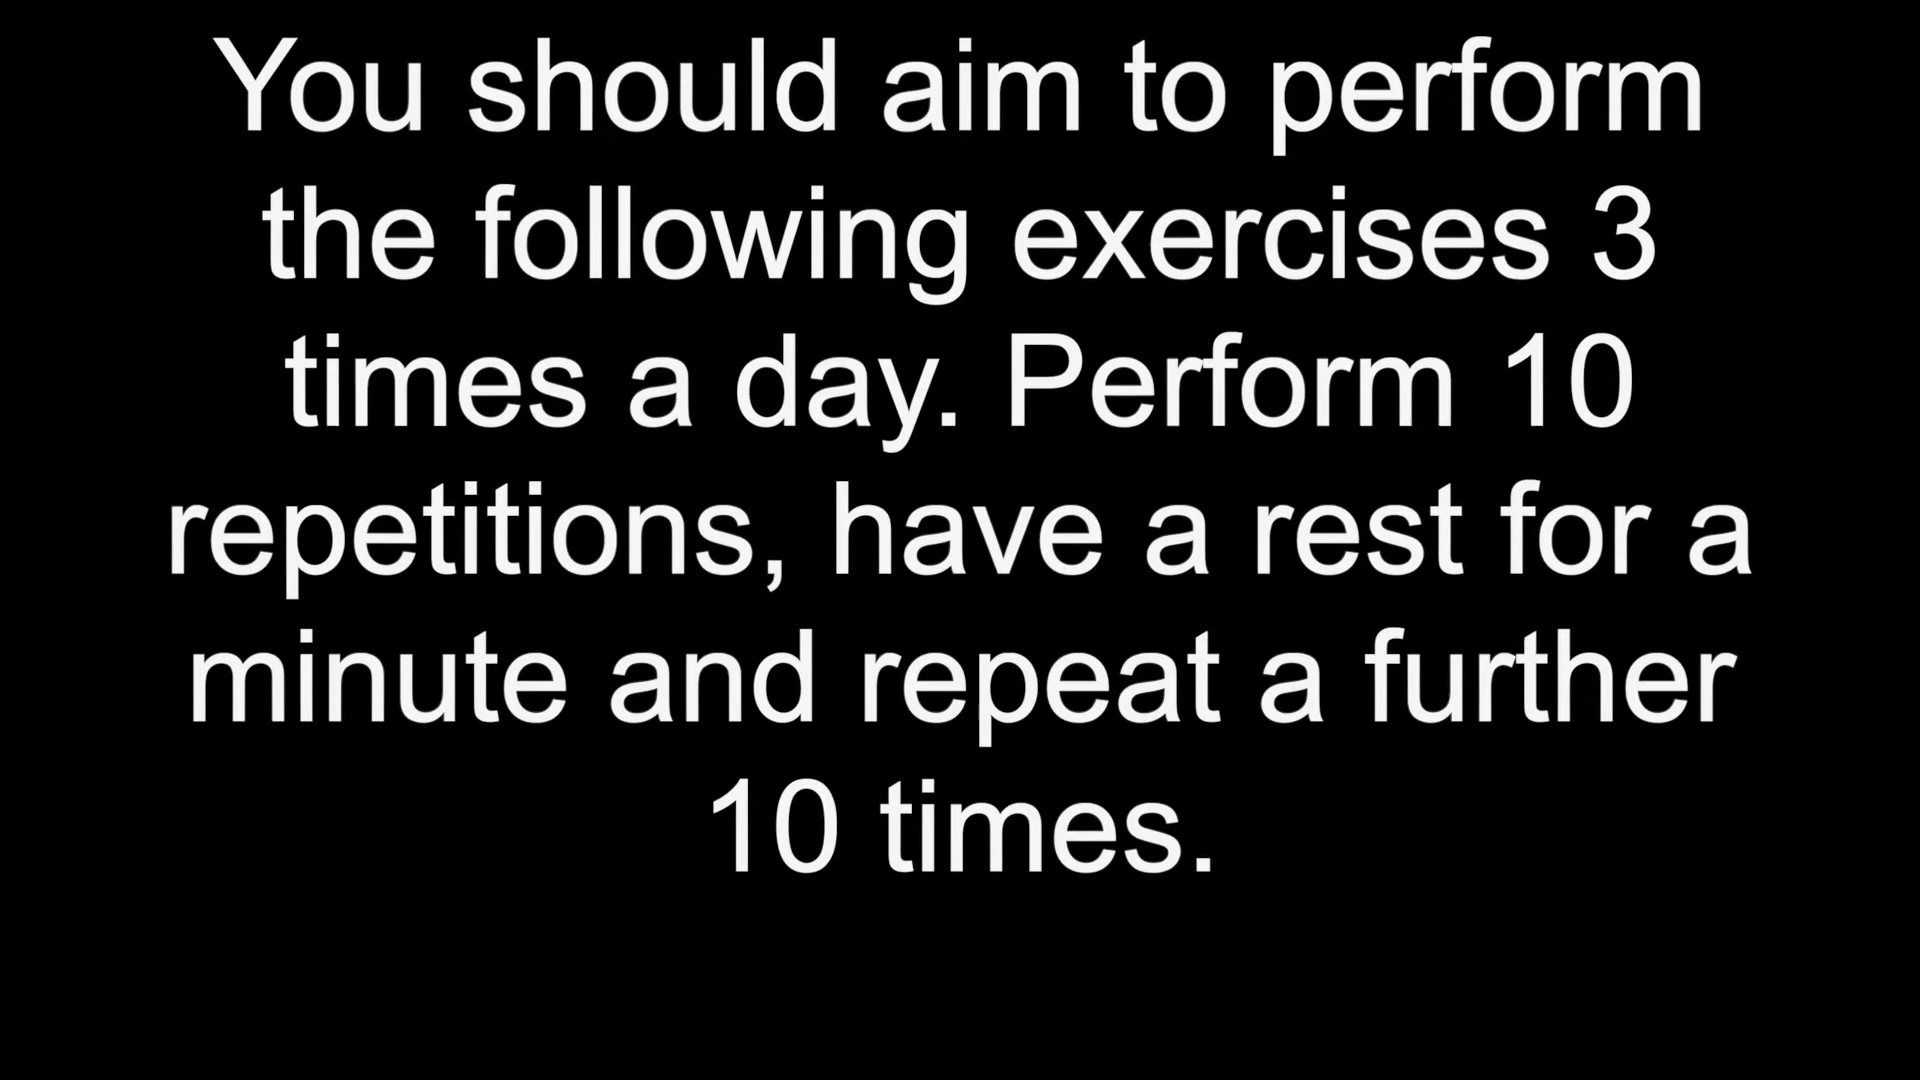 You should aim to perform
the following exercises 3
times a day. Perform 10
repetitions, have a rest for a
minute and repeat a further
10 times.